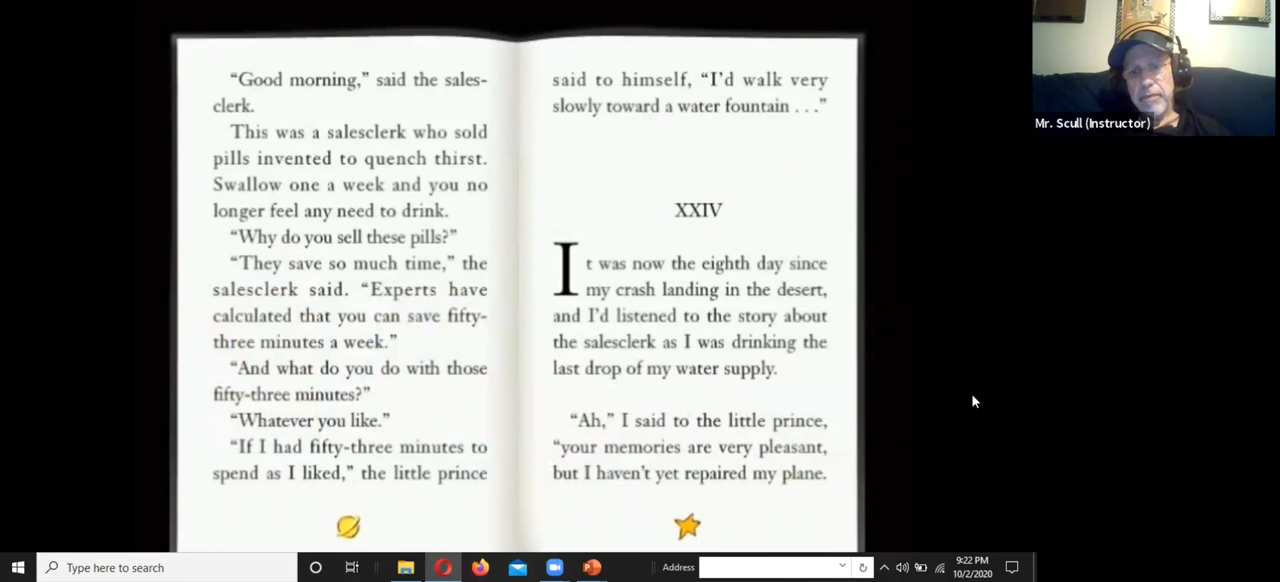 "Good morning," said the sales-
clerk.
This was a salesclerk who sold
pills invented to quench thirst.
Swallow one a week and you no
longer feel any need to drink.
"Why do you sell these pills?"
"They save so much time," the
salesclerk said. "Experts have
calculated that you can save fifty-
three minutes a week."
"And what do you do with those
fifty-three minutes?"
"Whatever you like."
"If I had fifty-three minutes to
spend as I liked," the little prince
said to himself, "I'd walk very
slowly toward a water fountain . . ."
XXIV
It was now the eighth day since
my crash landing in the desert,
and I'd listened to the story about
the salesclerk as I was drinking the
last drop of my water supply.
"Ah," I said to the little prince,
"your memories are very pleasant,
but I haven't yet repaired my plane.
Mr. Scull (Instructor)
Type here to search
Address
9:22 PM
10/2/2020